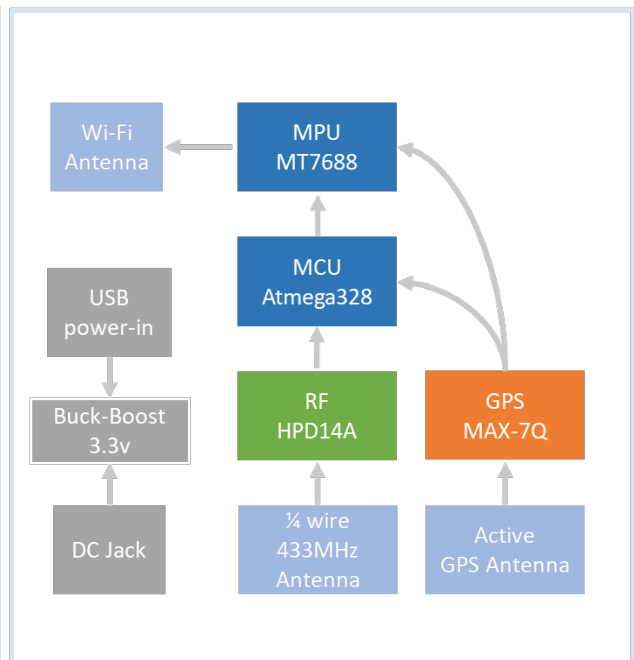 Wi-Fi
Antenna
MPU
MT7688
MCU
Atmega328
USB
power-in
Buck-Boost
3.3v
RF
HPD14A
GPS
MAX-7Q
DC Jack
¼ wire
433MHz
Antenna
Active
GPS Antenna